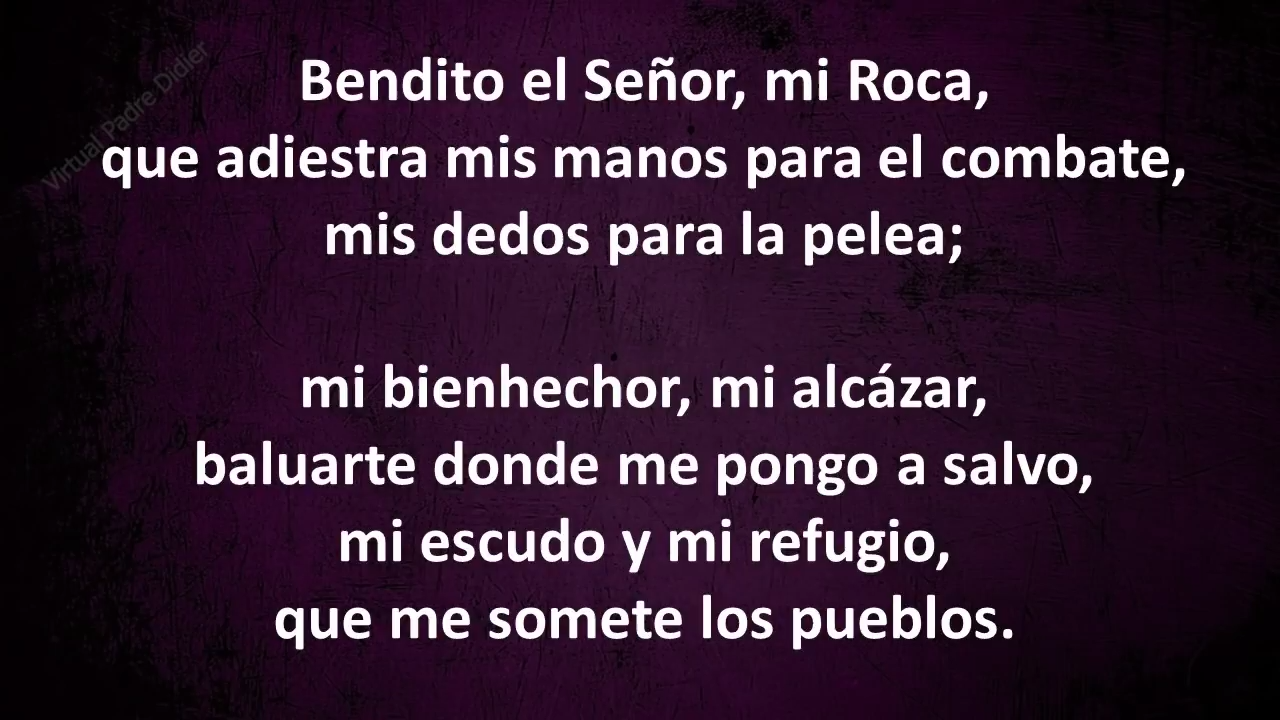 Virtual Padre Didier
Bendito el Señor, mi Roca,
que adiestra mis manos para el combate,
mis dedos para la pelea;
mi bienhechor, mi alcázar,
baluarte donde me pongo a salvo,
mi escudo y mi refugio,
que me somete los pueblos.